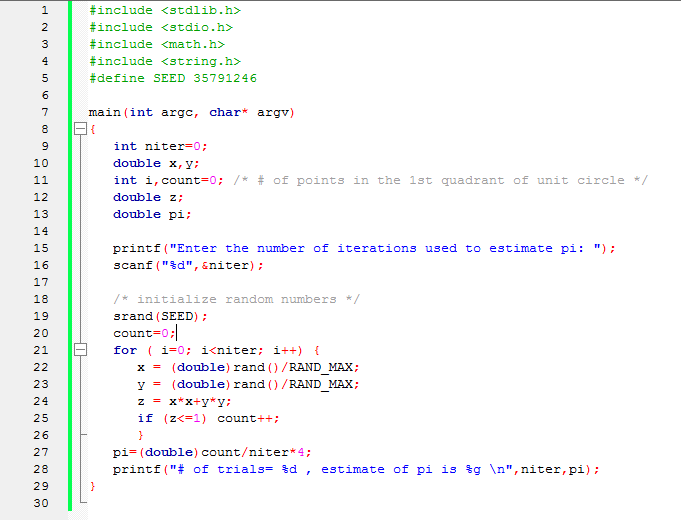 1 #include <stdlib.h>
2 #include <stdio.h>
3 #include <math.h>
4 #include <string.h>
5 #define SEED 35791246
6
7 main(int argc, char* argv)
8 {
9 int niter=0;
10 double x,y;
11 int i,count=0; /* # of points in the 1st quadrant of unit circle */
12 double z;
13 double pi;
14
15 printf("Enter the number of iterations used to estimate pi: ");
16 scanf("%d",&niter);
17
18 /* initialize random numbers */
19 srand(SEED);
20 count=0;
21 for ( i=0; i<niter; i++) {
22 x = (double)rand()/RAND_MAX;
23 y = (double)rand()/RAND_MAX;
24 z = x*x+y*y;
25 if (z<=1) count++;
26 }
27 pi=(double)count/niter*4;
28 printf("# of trials= %d , estimate of pi is %g \n",niter,pi);
29 }
30